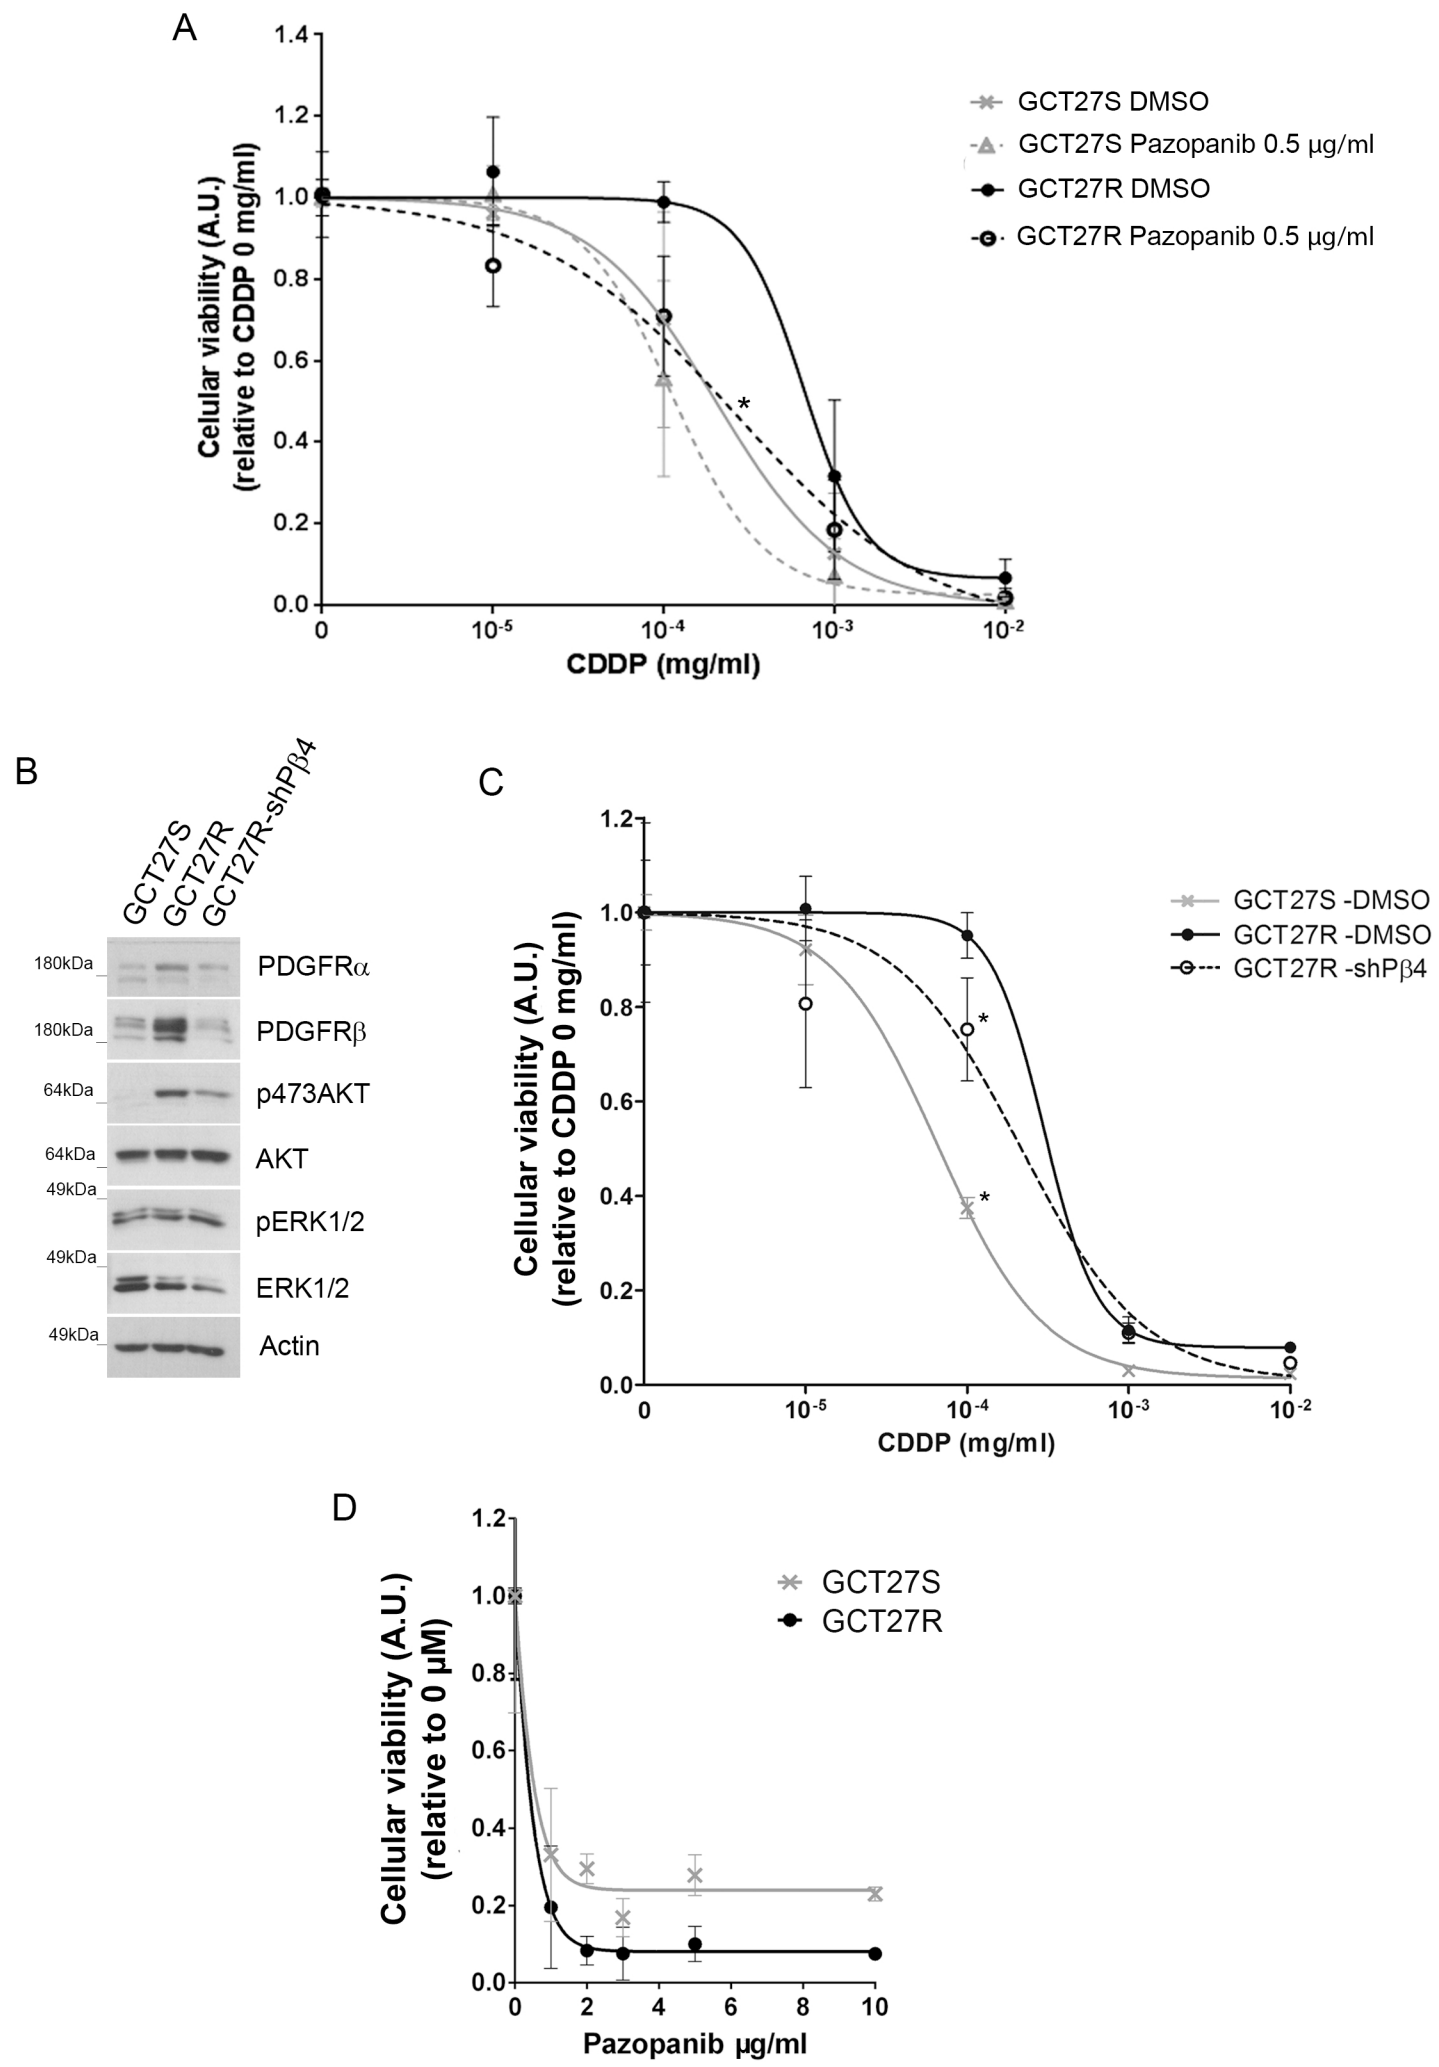 A
1.4
1.2
1.0
0.8
0.6
0.4
0.2
0.0
Celular viability (A.U.)
(relative to CDDP 0 mg/ml)
*
0 10-5 10-4 10-3 10-2
CDDP (mg/ml)
GCT27S DMSO
GCT27S Pazopanib 0.5 µg/ml
GCT27R DMSO
GCT27R Pazopanib 0.5 µg/ml
B
GCT27S
GCT27R
GCT27R-shPβ4
180kDa PDGFRα
180kDa PDGFRβ
64kDa p473AKT
64kDa AKT
49kDa pERK1/2
49kDa ERK1/2
49kDa Actin
C
1.2
1.0
0.8
0.6
0.4
0.2
0.0
Cellular viability (A.U.)
(relative to CDDP 0 mg/ml)
*
*
0 10-5 10-4 10-3 10-2
CDDP (mg/ml)
GCT27S -DMSO
GCT27R -DMSO
GCT27R -shPβ4
D
1.2
1.0
0.8
0.6
0.4
0.2
0.0
Cellular viability (A.U.)
(relative to 0 µM)
0 2 4 6 8 10
Pazopanib µg/ml
GCT27S
GCT27R